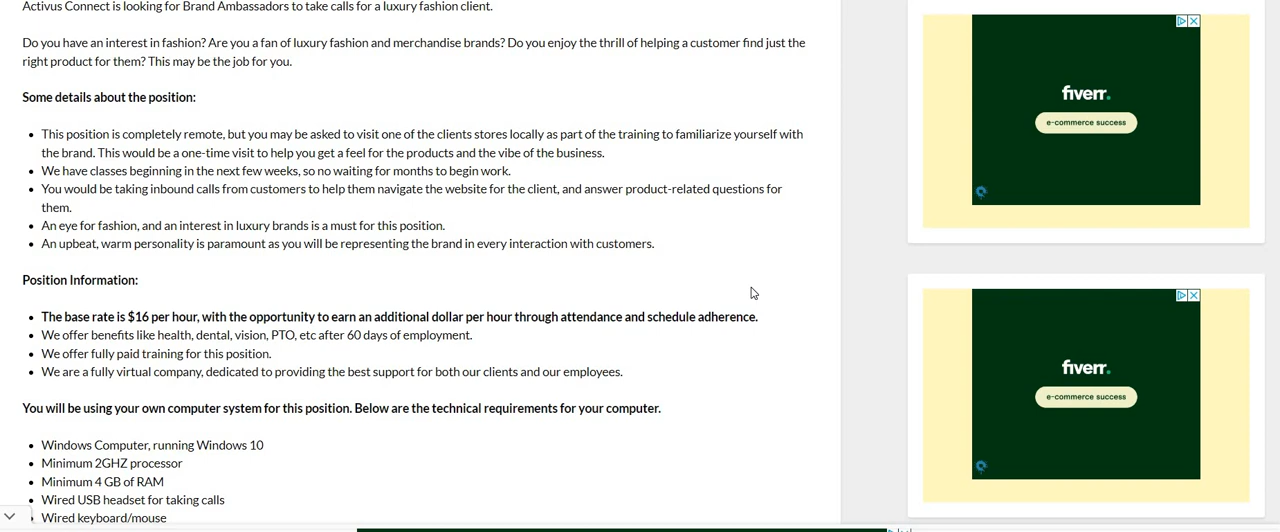 Activus Connect is looking for Brand Ambassadors to take calls for a luxury fashion client.
Do you have an interest in fashion? Are you a fan of luxury fashion and merchandise brands? Do you enjoy the thrill of helping a customer find just the
right product for them? This may be the job for you.
Some details about the position:
This position is completely remote, but you may be asked to visit one of the clients stores locally as part of the training to familiarize yourself with
the brand. This would be a one-time visit to help you get a feel for the products and the vibe of the business.
We have classes beginning in the next few weeks, so no waiting for months to begin work.
You would be taking inbound calls from customers to help them navigate the website for the client, and answer product-related questions for
them.
An eye for fashion, and an interest in luxury brands is a must for this position.
An upbeat, warm personality is paramount as you will be representing the brand in every interaction with customers.
Position Information:
The base rate is $16 per hour, with the opportunity to earn an additional dollar per hour through attendance and schedule adherence.
We offer benefits like health, dental, vision, PTO, etc after 60 days of employment.
We offer fully paid training for this position.
We are a fully virtual company, dedicated to providing the best support for both our clients and our employees.
You will be using your own computer system for this position. Below are the technical requirements for your computer.
Windows Computer, running Windows 10
Minimum 2GHZ processor
Minimum 4 GB of RAM
Wired USB headset for taking calls
Wired keyboard/mouse
fiverr.
e-commerce success
fiverr.
e-commerce success